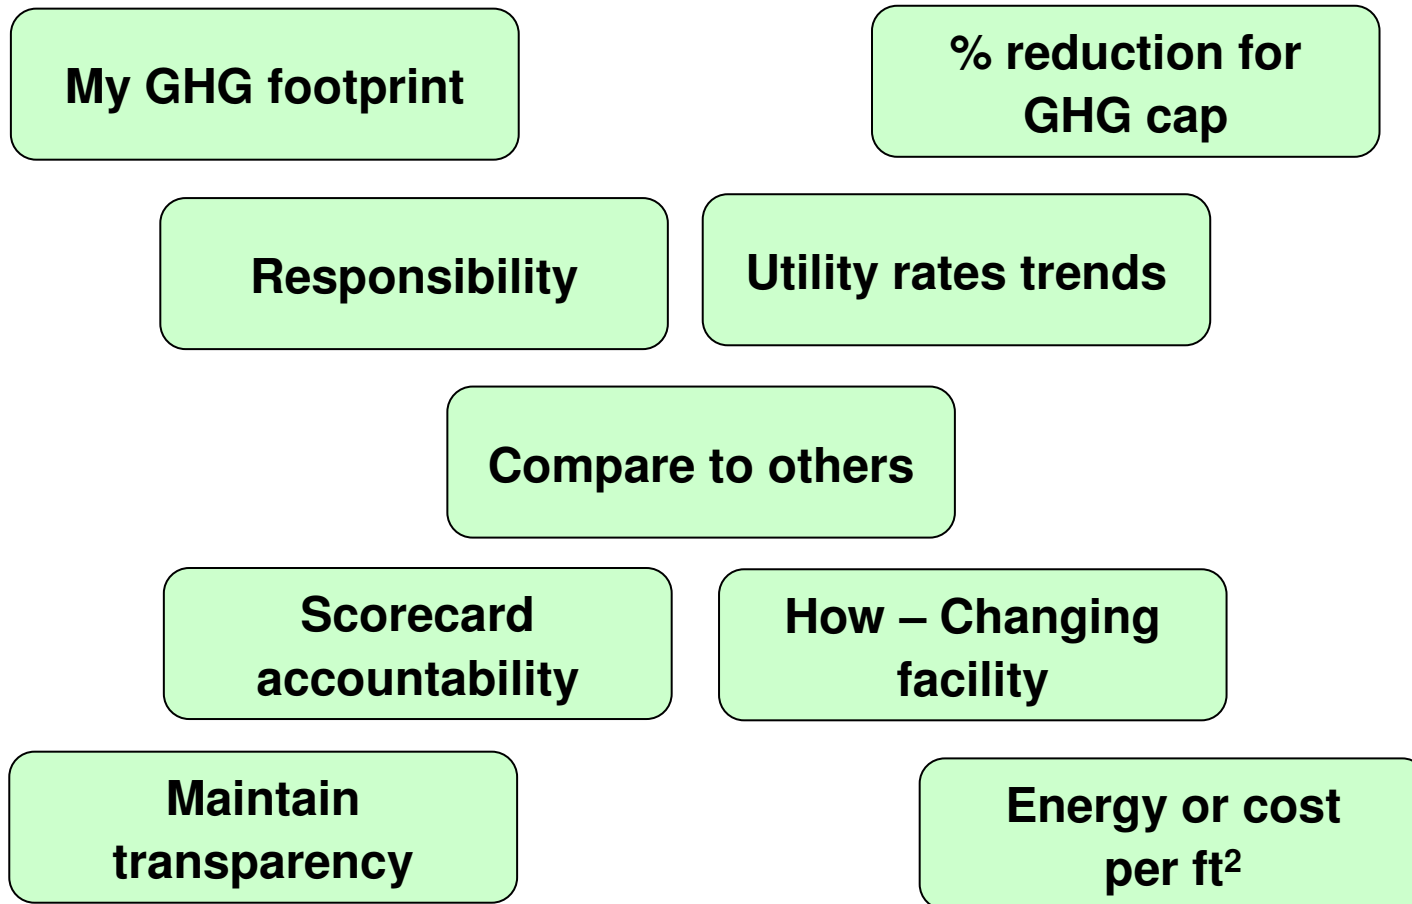 My GHG footprint
% reduction for
GHG cap
Responsibility
Utility rates trends
Compare to others
Scorecard
accountability
How – Changing
facility
Maintain
transparency
Energy or cost
per ft²